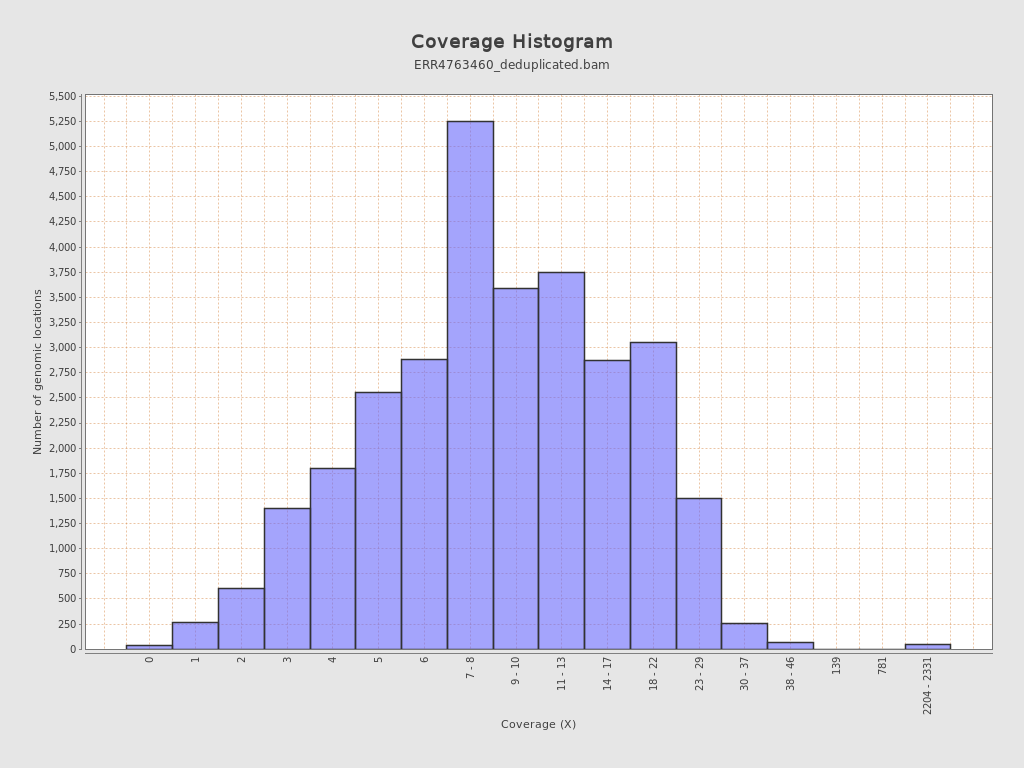 Coverage Histogram
ERR4763460_deduplicated.bam
Number of genomic locations
5,500
5,250
5,000
4,750
4,500
4,250
4,000
3,750
3,500
3,250
3,000
2,750
2,500
2,250
2,000
1,750
1,500
1,250
1,000
750
500
250
0
0
1
2
3
4
5
6
7 - 8
9 - 10
11 - 13
14 - 17
18 - 22
23 - 29
30 - 37
38 - 46
139
781
2204 - 2331
Coverage (X)